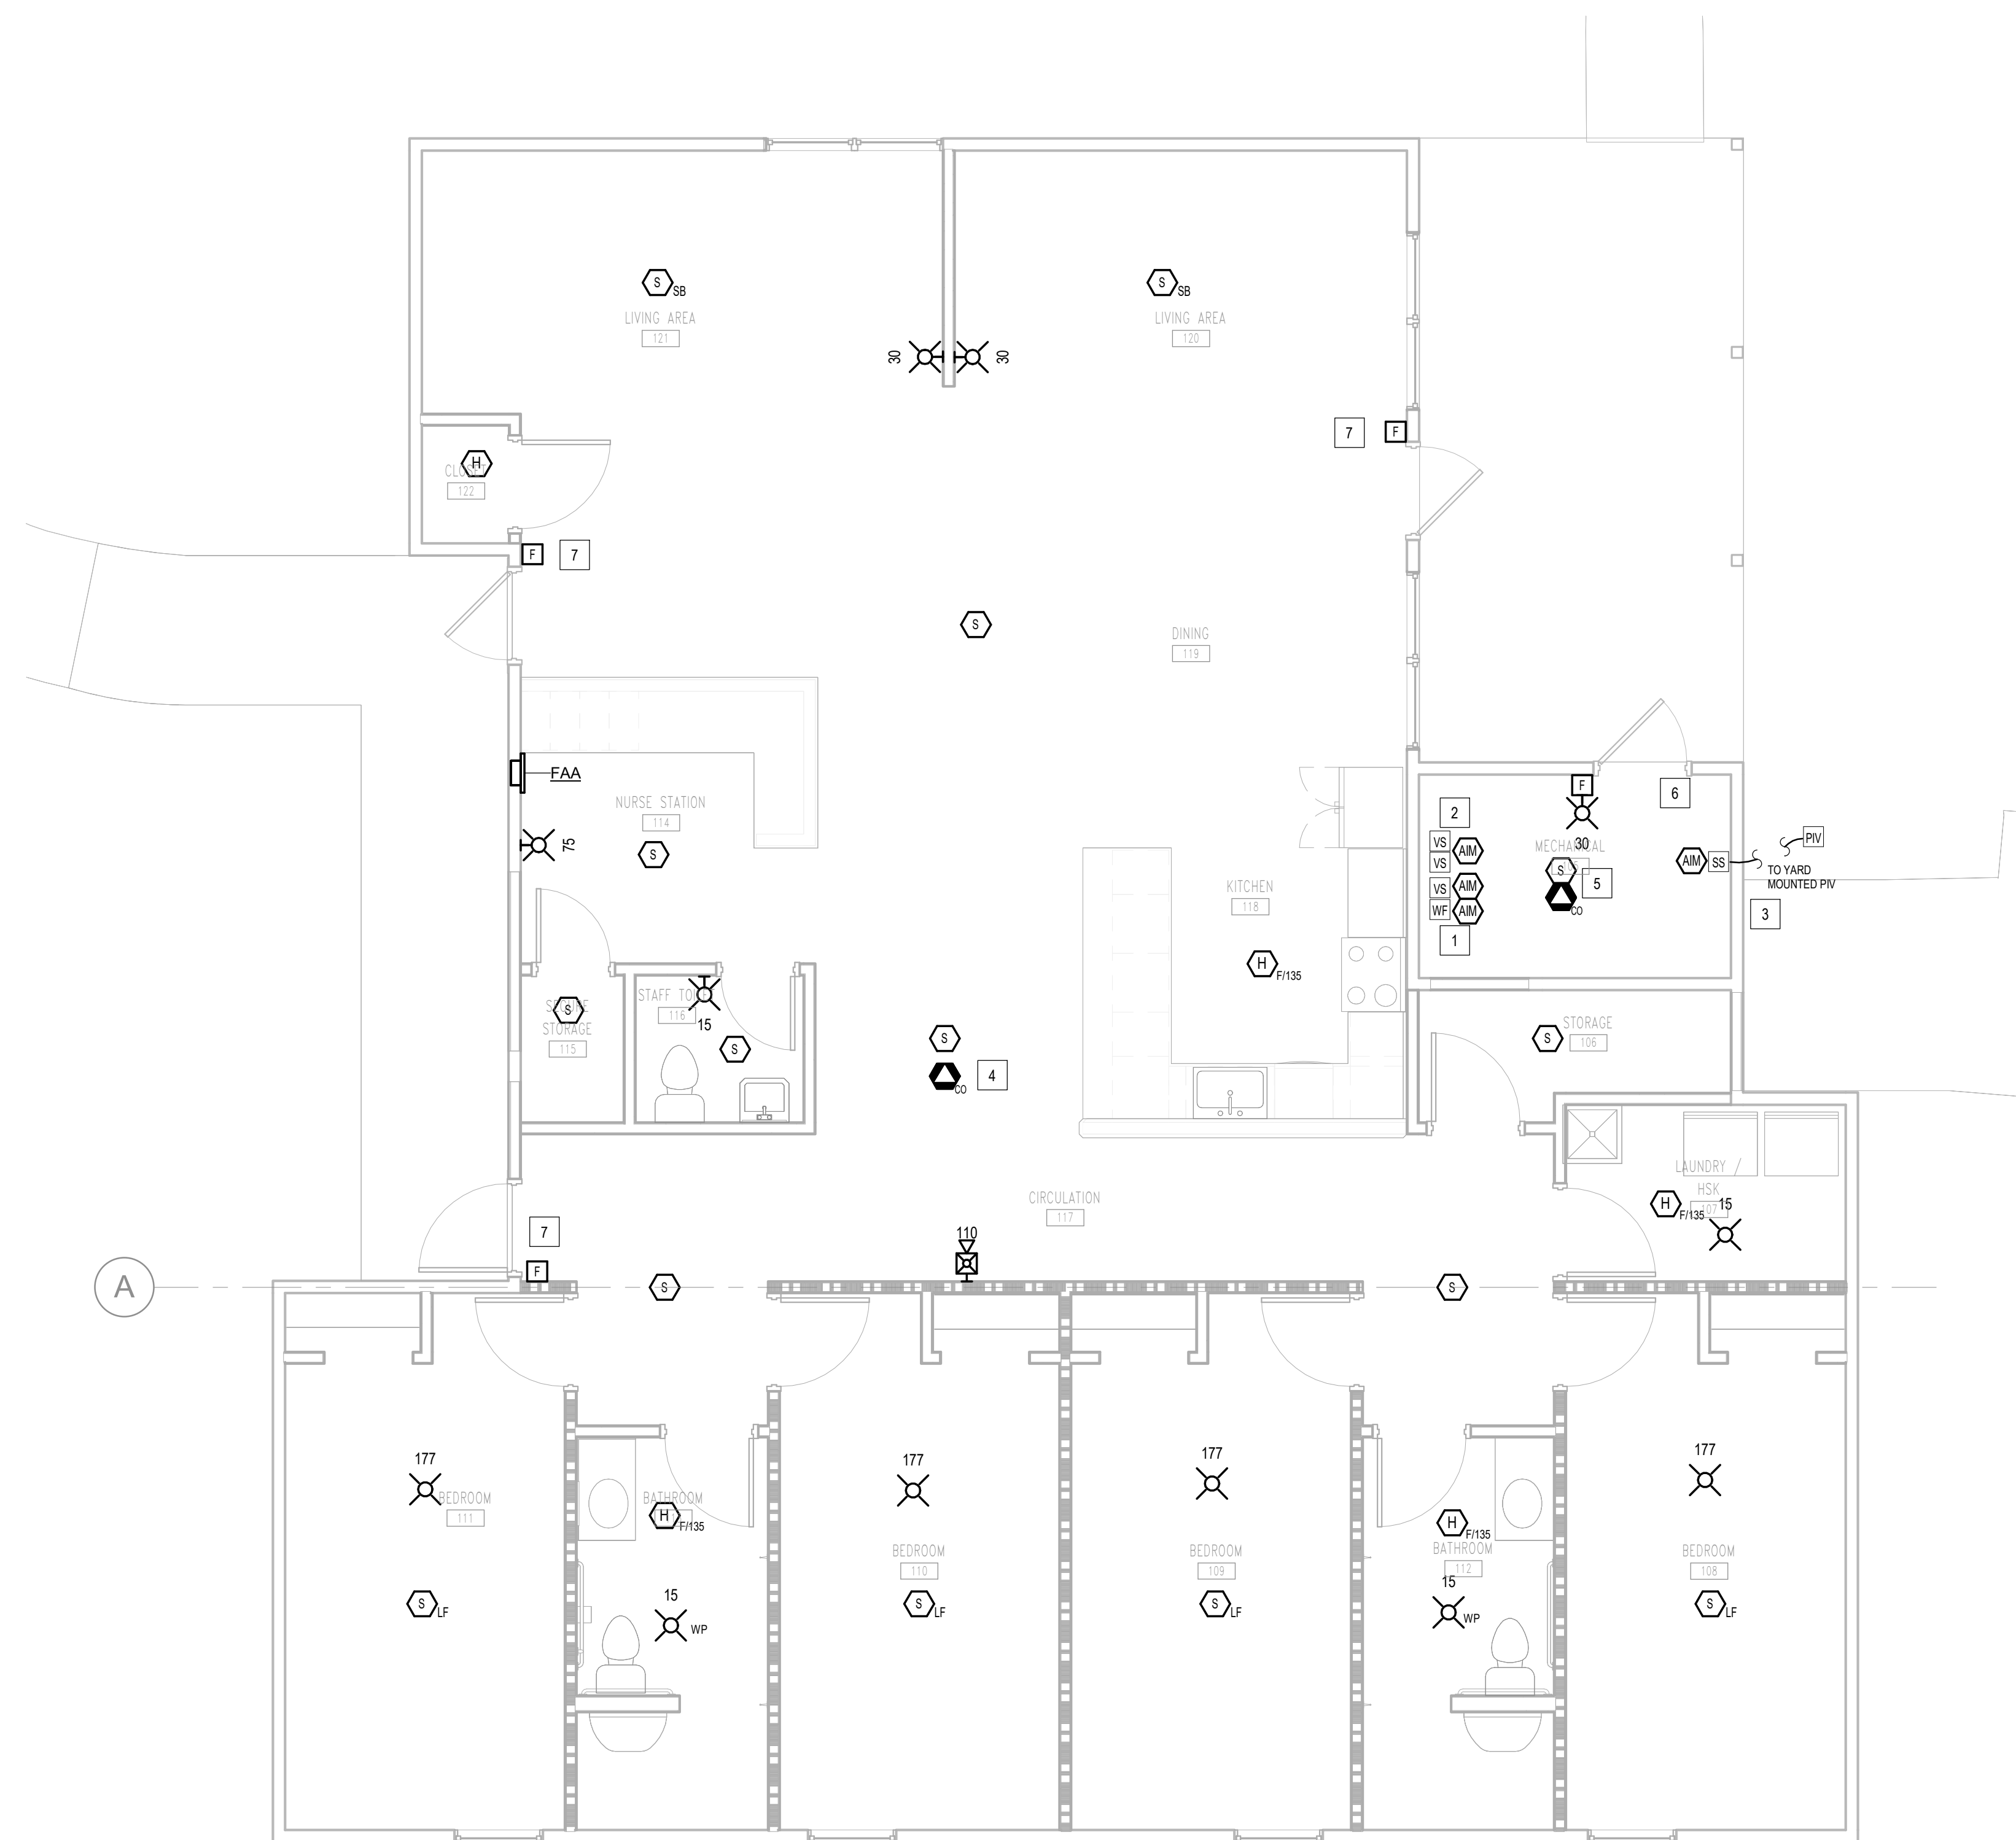 S SB
LIVING AREA
121
S SB
LIVING AREA
120
30
30
7 F
H
CLOSET
122
F 7
S
DINING
119
FAA
NURSE STATION
114
75
S
2
F
6
VS
VS AIM
VS AIM
WF AIM
1
30
MECHANICAL
S
5
CO
AIM SS
PIV
TO YARD
MOUNTED PIV
3
KITCHEN
118
H F/135
SECURE
S
STORAGE
115
STAFF TOILET
116
15
S
S
CO 4
S
STORAGE
106
LAUNDRY /
HSK
107
H F/135
15
CIRCULATION
117
7
F
110
A
S
S
177
BEDROOM
111
S LF
BATHROOM
H F/135
15
WP
177
BEDROOM
110
S LF
177
BEDROOM
109
S LF
H F/135
BATHROOM
112
15
WP
177
BEDROOM
108
S LF